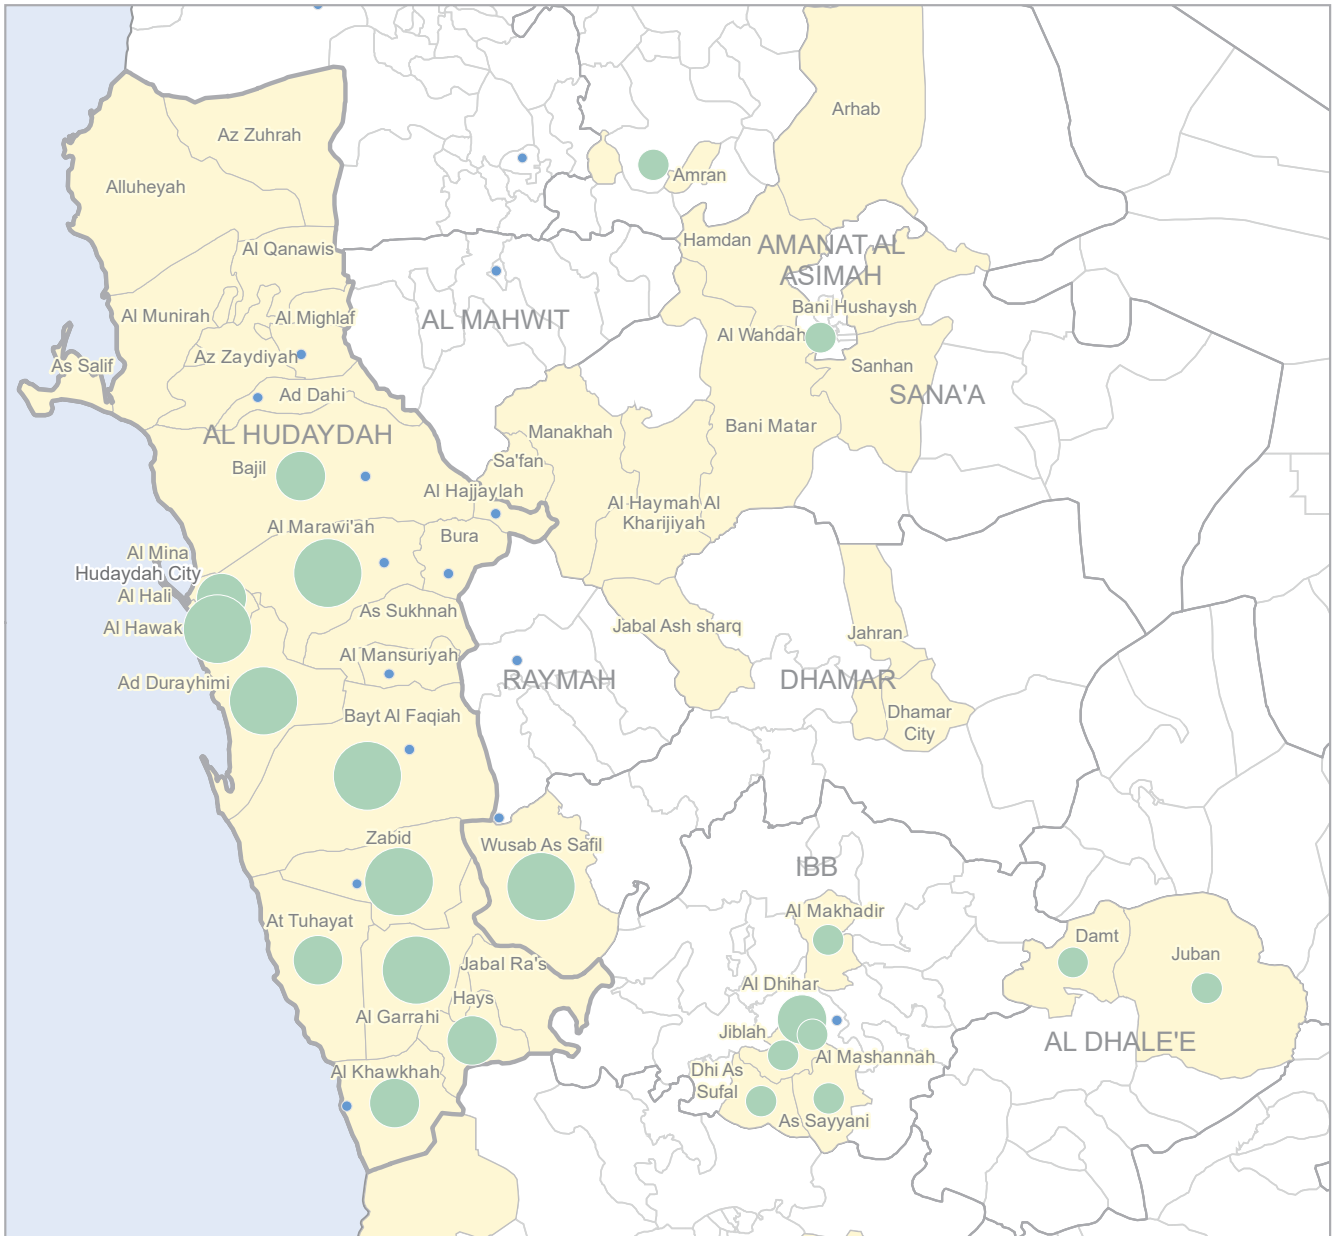 Arhab
Az Zuhrah
Amran
Alluheyah
Hamdan
AMANAT AL
ASIMAH
Al Qanawis
Bani Hushaysh
Al Munirah
Al Mighlaf
AL MAHWIT
Al Wahdah
Az Zaydiyah
As Salif
Sanhan
SANA'A
Ad Dahi
AL HUDAYDAH
Manakhah
Bani Matar
Bajil
Sa'fan
Al Hajjaylah
Al Haymah Al
Kharijiyah
Al Marawi'ah
Bura
Al Mina
Hudaydah City
Al Hali
As Sukhnah
Al Hawak
Jabal Ash sharq
Jahran
Al Mansuriyah
Ad Durayhimi
RAYMAH
DHAMAR
Bayt Al Faqiah
Dhamar
City
Zabid
Wusab As Safil
IBB
Al Makhadir
At Tuhayat
Damt
Juban
Jabal Ra's
Al Dhihar
Hays
Al Garrahi
Jiblah
AL DHALE'E
Al Mashannah
Al Khawkhah
Dhi As
Sufal
As Sayyani